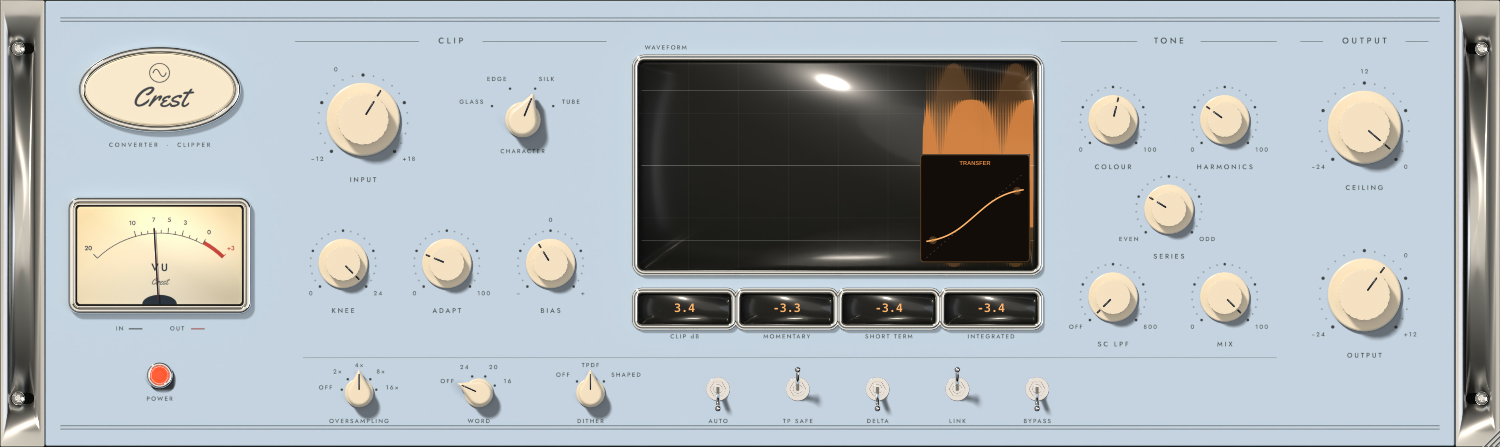 CLIP
WAVEFORM
TONE
OUTPUT
Crest
CONVERTER · CLIPPER
0
-12
+18
INPUT
GLASS
EDGE
SILK
TUBE
CHARACTER
TRANSFER
0
100
COLOUR
0
100
HARMONICS
12
-24
0
CEILING
EVEN
ODD
SERIES
20
10
7
5
3
0
+3
VU
Crest
IN
OUT
POWER
0
24
KNEE
0
100
ADAPT
0
-
+
BIAS
3.4
-3.3
-3.4
-3.4
CLIP dB
MOMENTARY
SHORT TERM
INTEGRATED
OFF
800
SC LPF
0
100
MIX
0
-24
+12
OUTPUT
OFF
2×
4×
8×
16×
OVERSAMPLING
OFF
24
20
16
WORD
OFF
TPDF
SHAPED
DITHER
AUTO
TP SAFE
DELTA
LINK
BYPASS